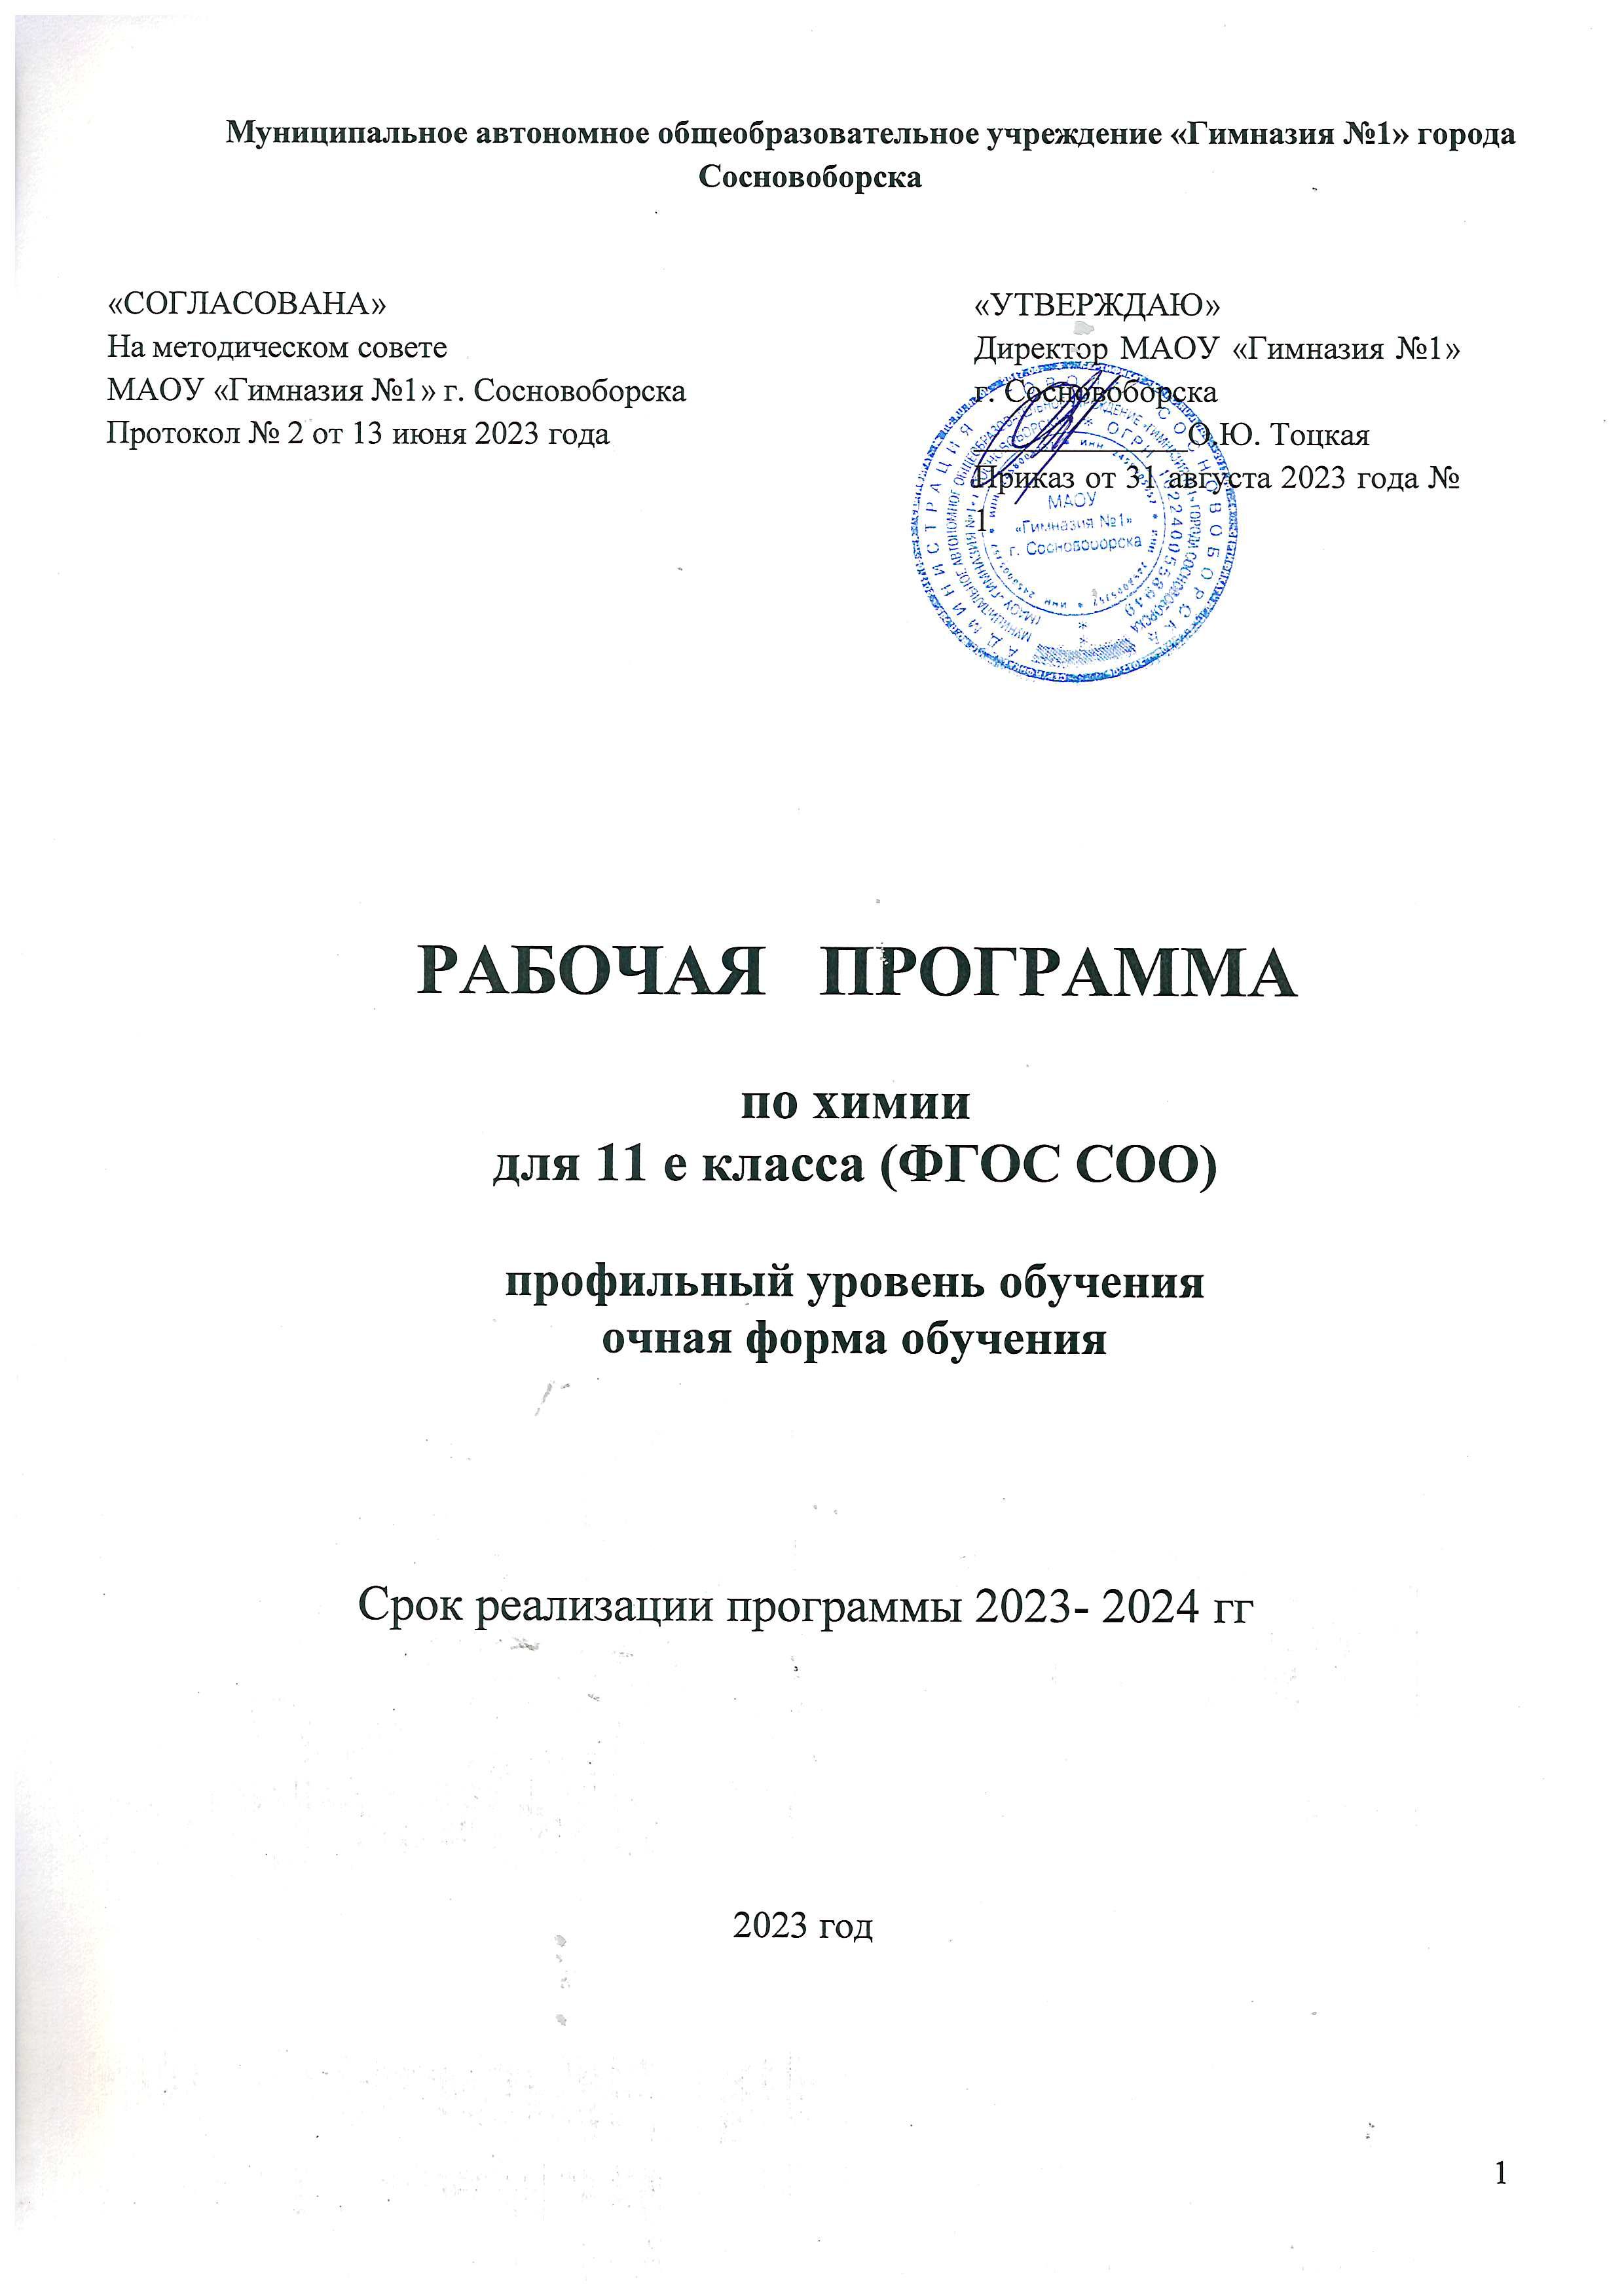 Муниципальное автономное общеобразовательное учреждение «Гимназия №1» города
Сосновоборска
«СОГЛАСОВАНА»
На методическом совете
МАОУ «Гимназия №1» г. Сосновоборска
Протокол № 2 от 13 июня 2023 года
«УТВЕРЖДАЮ»
Директор МАОУ «Гимназия №1»
г. Сосновоборска
О.Ю. Тоцкая
Приказ от 31 августа 2023 года №
1
МАОУ
«Гимназия №1»
г. Сосновоборска
РАБОЧАЯ ПРОГРАММА
по химии
для 11 е класса (ФГОС СОО)
профильный уровень обучения
очная форма обучения
Срок реализации программы 2023- 2024 гг
2023 год
1